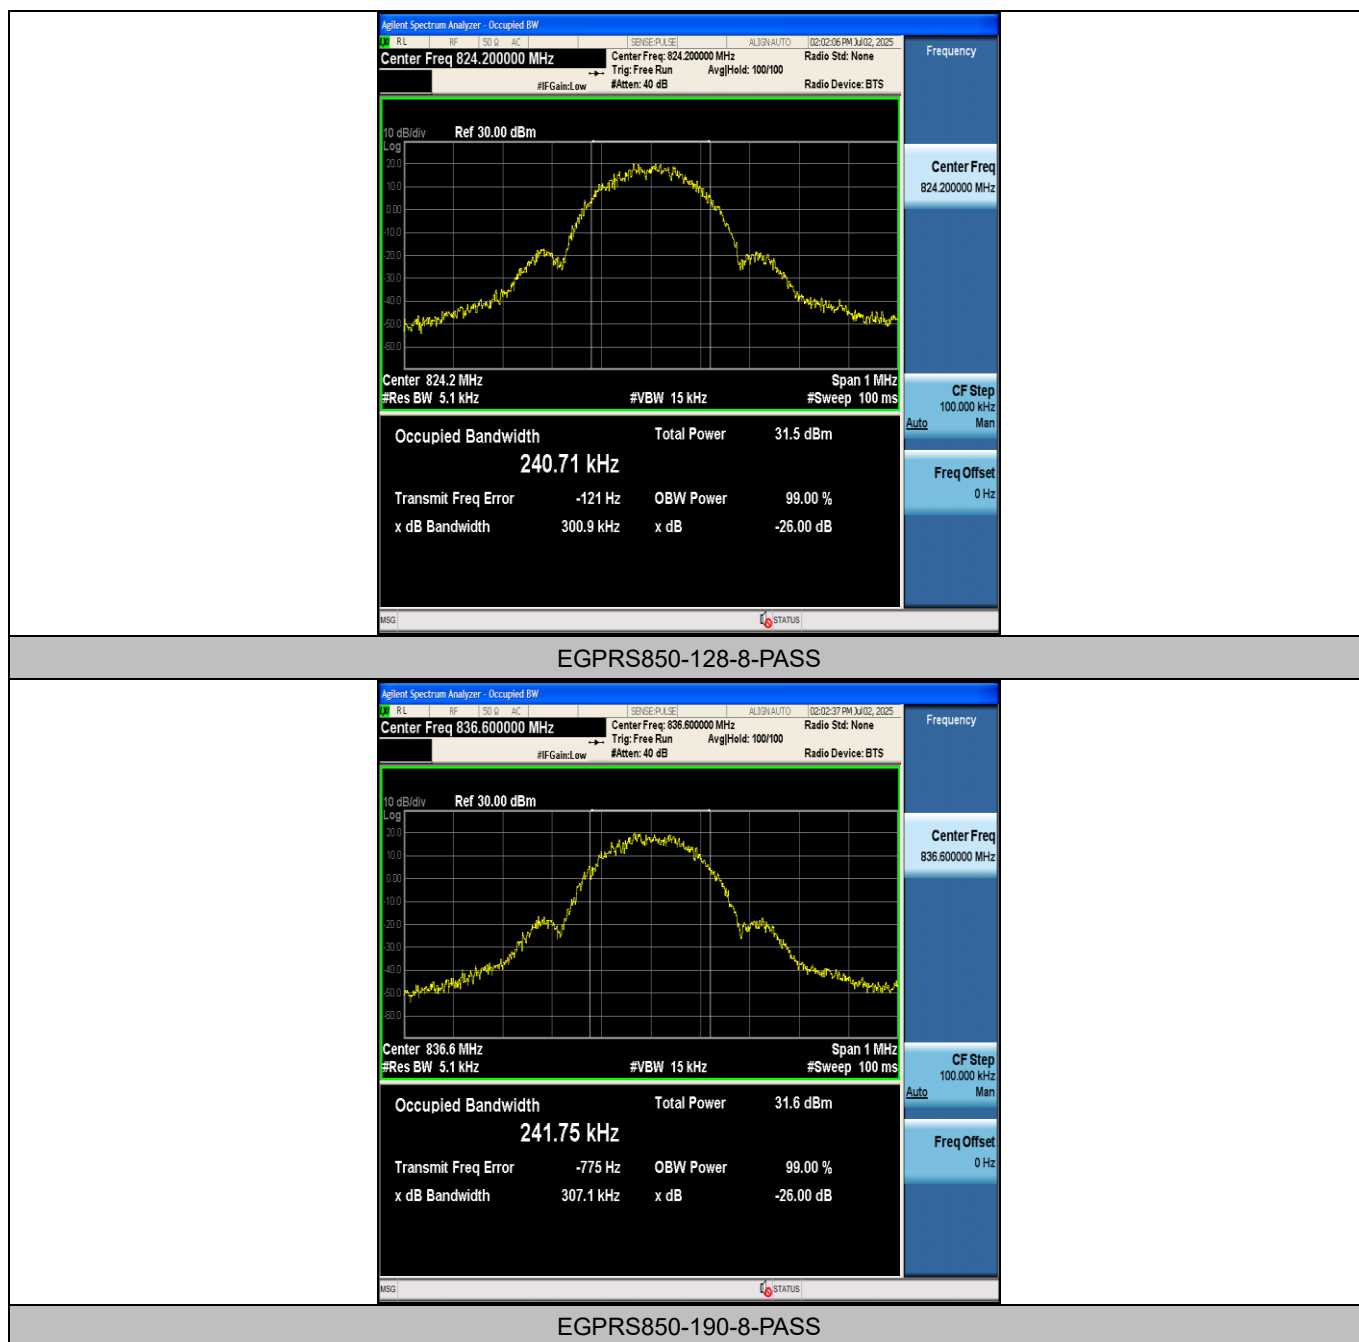 Agilent Spectrum Analyzer - Occupied BW
RL RF 50 Ω AC SENSE:PULSE ALIGN AUTO 02:02:06 PM Jul 02, 2025
Center Freq 824.200000 MHz Center Freq: 824.200000 MHz Radio Std: None Frequency
Trig: Free Run Avg|Hold: 100/100
#IFGain:Low #Atten: 40 dB Radio Device: BTS
10 dB/div Ref 30.00 dBm
Log
20.0
10.0
0.00
-10.0
-20.0
-30.0
-40.0
-50.0
-60.0
Center Freq
824.200000 MHz
Center 824.2 MHz Span 1 MHz
#Res BW 5.1 kHz #VBW 15 kHz #Sweep 100 ms
CF Step
100.000 kHz
Auto Man
Occupied Bandwidth Total Power 31.5 dBm
240.71 kHz
Freq Offset
0 Hz
Transmit Freq Error -121 Hz OBW Power 99.00 %
x dB Bandwidth 300.9 kHz x dB -26.00 dB
MSG STATUS
EGPRS850-128-8-PASS
Agilent Spectrum Analyzer - Occupied BW
RL RF 50 Ω AC SENSE:PULSE ALIGN AUTO 02:02:37 PM Jul 02, 2025
Center Freq 836.600000 MHz Center Freq: 836.600000 MHz Radio Std: None Frequency
Trig: Free Run Avg|Hold: 100/100
#IFGain:Low #Atten: 40 dB Radio Device: BTS
10 dB/div Ref 30.00 dBm
Log
20.0
10.0
0.00
-10.0
-20.0
-30.0
-40.0
-50.0
-60.0
Center Freq
836.600000 MHz
Center 836.6 MHz Span 1 MHz
#Res BW 5.1 kHz #VBW 15 kHz #Sweep 100 ms
CF Step
100.000 kHz
Auto Man
Occupied Bandwidth Total Power 31.6 dBm
241.75 kHz
Freq Offset
0 Hz
Transmit Freq Error -775 Hz OBW Power 99.00 %
x dB Bandwidth 307.1 kHz x dB -26.00 dB
MSG STATUS
EGPRS850-190-8-PASS